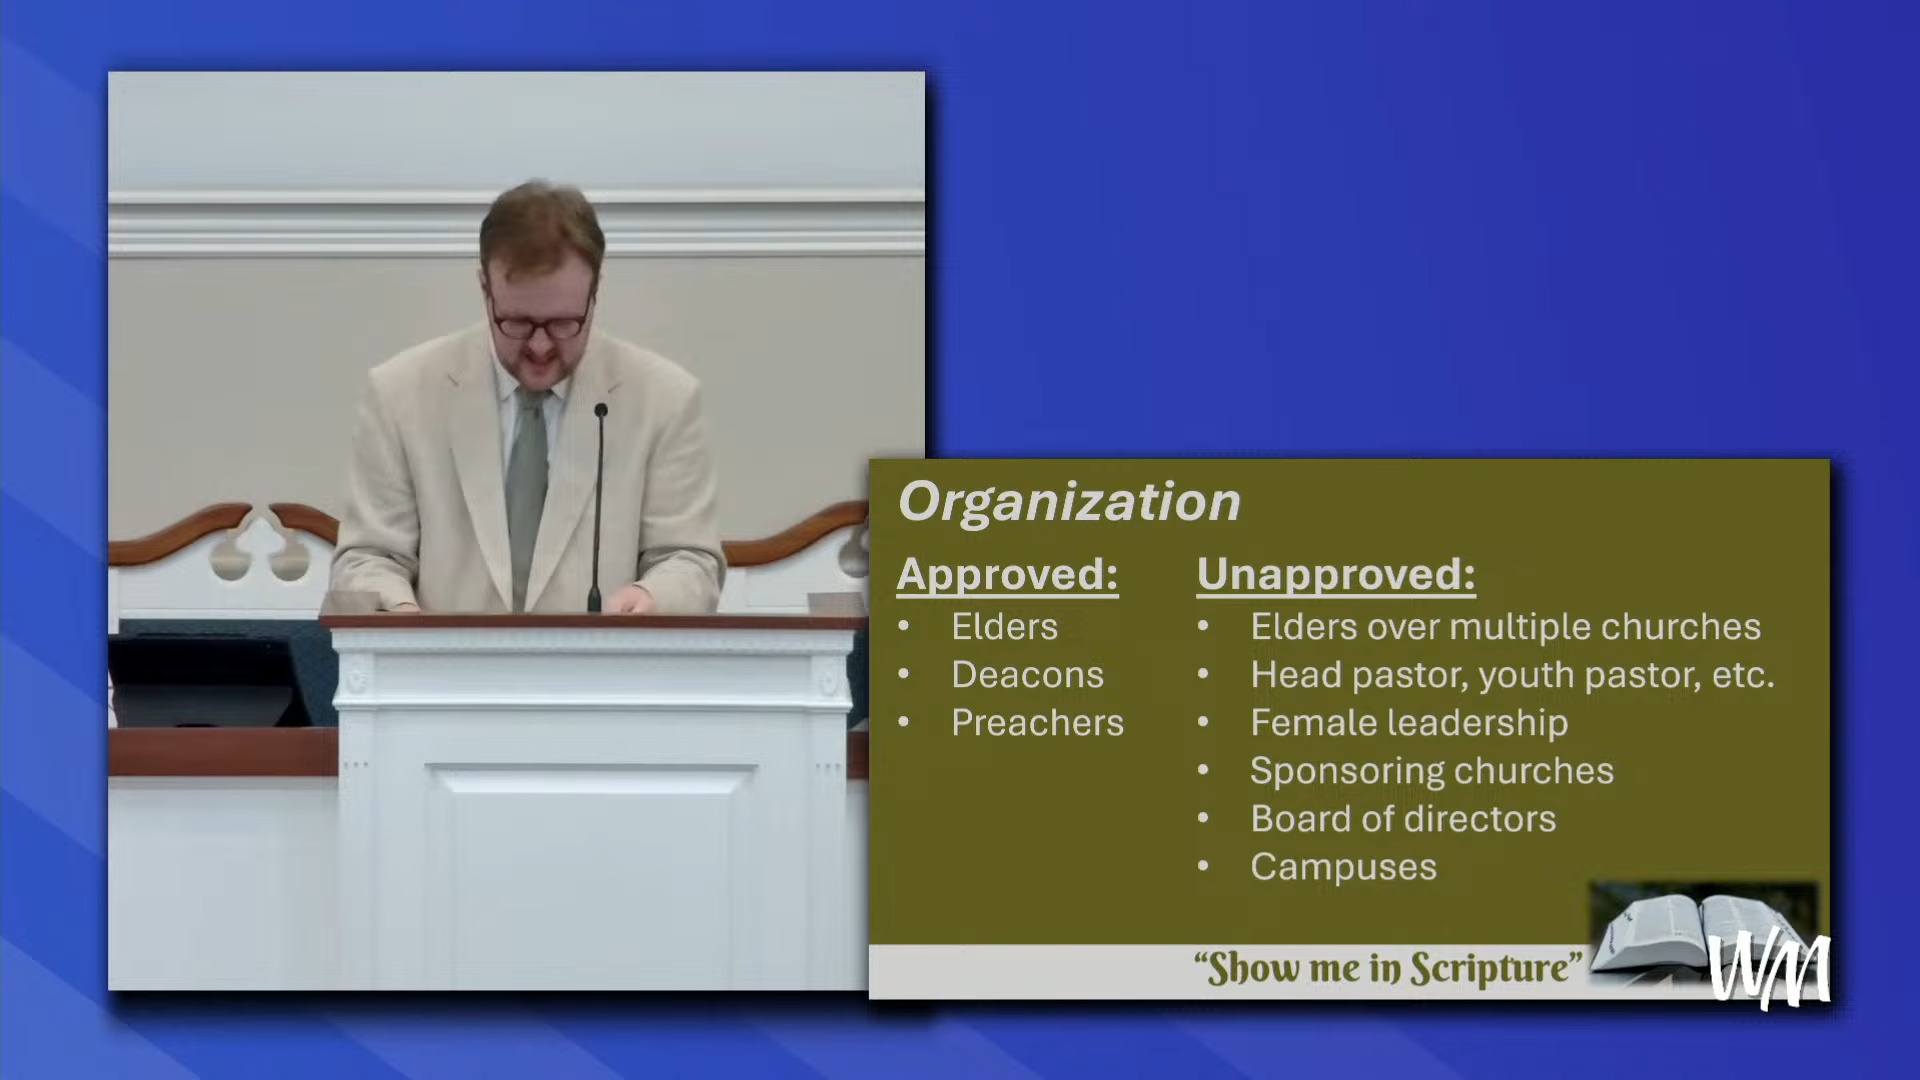 Organization
Approved:
• Elders
• Deacons
• Preachers
Unapproved:
• Elders over multiple churches
• Head pastor, youth pastor, etc.
• Female leadership
• Sponsoring churches
• Board of directors
• Campuses
“Show me in Scripture”
WM